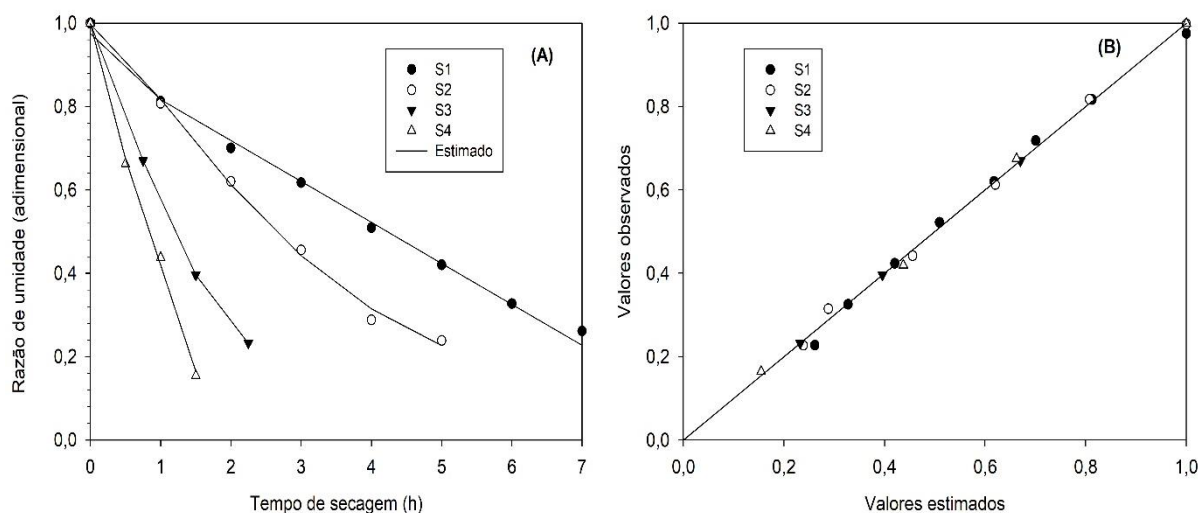 (A)
S1
S2
S3
S4
Estimado
Razão de umidade (adimensional)
1,0
0,8
0,6
0,4
0,2
0,0
0 1 2 3 4 5 6 7
Tempo de secagem (h)
(B)
S1
S2
S3
S4
Valores observados
1,0
0,8
0,6
0,4
0,2
0,0
0,0 0,2 0,4 0,6 0,8 1,0
Valores estimados